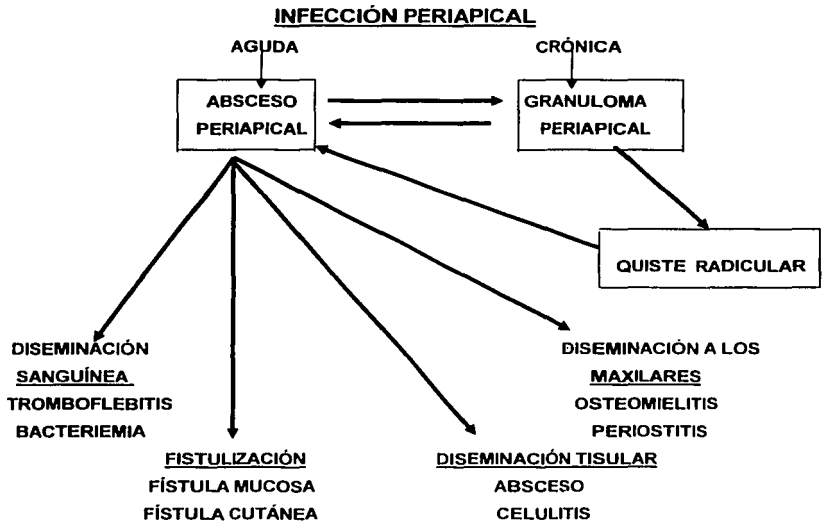 INFECCIÓN PERIAPICAL
AGUDA
CRÓNICA
ABSCESO
PERIAPICAL
GRANULOMA
PERIAPICAL
QUISTE RADICULAR
DISEMINACIÓN
SANGUÍNEA
TROMBOFLEBITIS
BACTERIEMIA
FISTULIZACIÓN
FÍSTULA MUCOSA
FÍSTULA CUTÁNEA
DISEMINACIÓN TISULAR
ABSCESO
CELULITIS
DISEMINACIÓN A LOS
MAXILARES
OSTEOMIELITIS
PERIOSTITIS